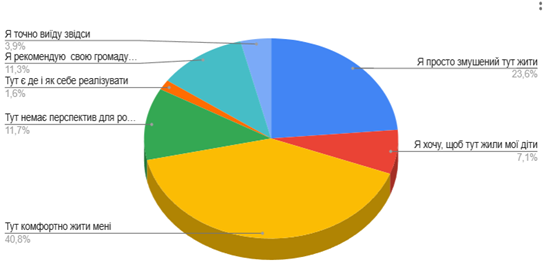 Я точно виїду звідси
3,9%
Я рекомендую свою громаду…
11,3%
Тут є де і як себе реалізувати
1,6%
Тут немає перспектив для ро…
11,7%
Тут комфортно жити мені
40,8%
Я просто змушений тут жити
23,6%
Я хочу, щоб тут жили мої діти
7,1%